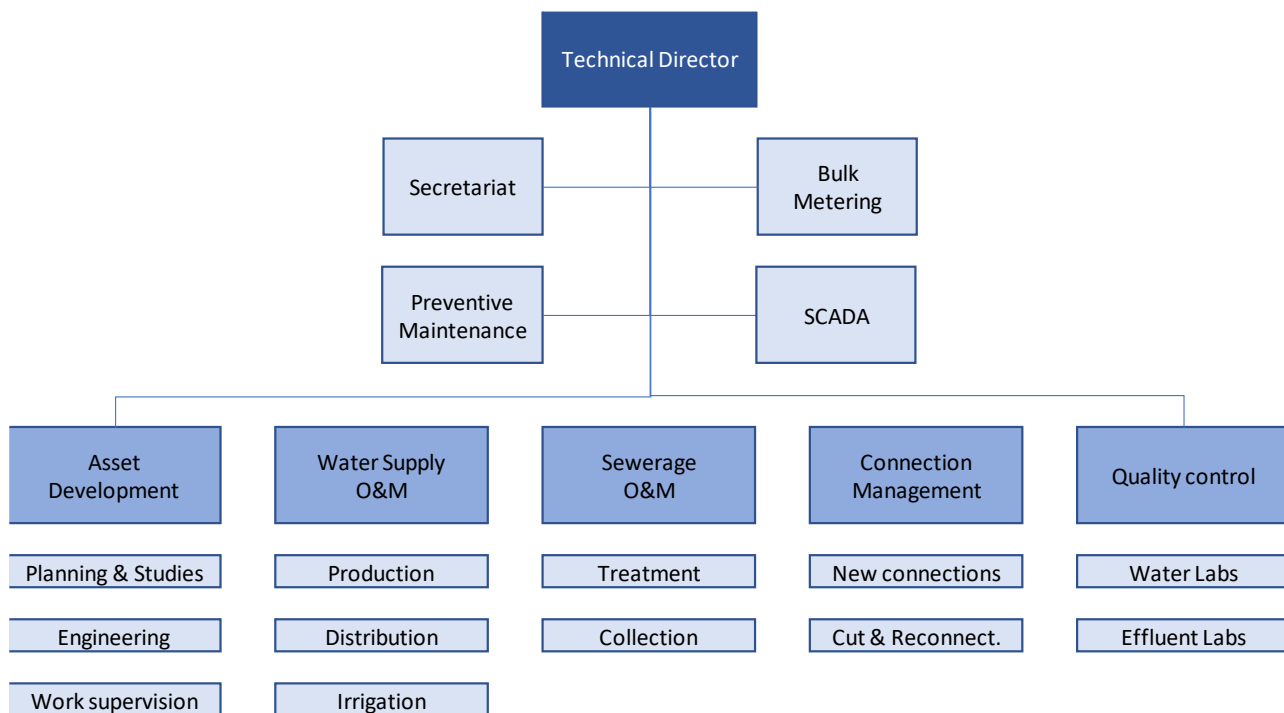 Technical Director
Secretariat
Bulk
Metering
Preventive
Maintenance
SCADA
Asset
Development
Water Supply
O&M
Sewerage
O&M
Connection
Management
Quality control
Planning & Studies
Production
Treatment
New connections
Water Labs
Engineering
Distribution
Collection
Cut & Reconnect.
Effluent Labs
Work supervision
Irrigation